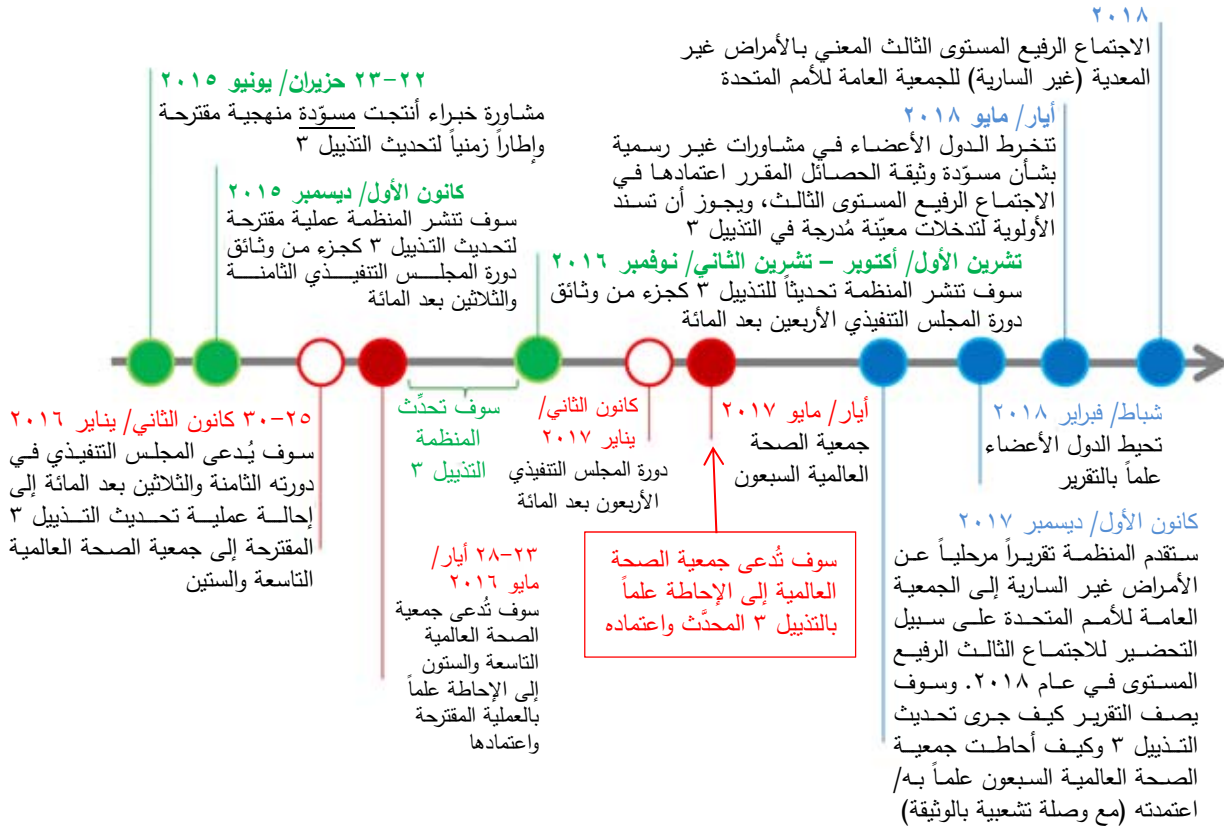 ٢٠١٨
الاجتماع الرفيع المستوى الثالث المعني بالأمراض غير
المعدية (غير السارية) للجمعية العامة للأمم المتحدة
٢٢-٢٣ حزيران/ يونيو ٢٠١٥
مشاورة خبراء أنتجت مسوّدة منهجية مقترحة
وإطاراً زمنياً لتحديث التذييل ٣
أيار/ مايو ٢٠١٨
تنخرط الدول الأعضاء في مشاورات غير رسمية
بشأن مسوّدة وثيقة الحصائل المقرر اعتمادها في
الاجتماع الرفيع المستوى الثالث، ويجوز أن تسند
الأولوية لتدخلات معيّنة مُدرجة في التذييل ٣
كانون الأول/ ديسمبر ٢٠١٥
سوف تنشر المنظمة عملية مقترحة
لتحديث التذييل ٣ كجزء من وثائق
دورة المجلس التنفيذي الثامنة
والثلاثين بعد المائة
تشرين الأول/ أكتوبر – تشرين الثاني/ نوفمبر ٢٠١٦
سوف تنشر المنظمة تحديثاً للتذييل ٣ كجزء من وثائق
دورة المجلس التنفيذي الأربعين بعد المائة
٢٥-٣٠ كانون الثاني/ يناير ٢٠١٦
سوف يُدعى المجلس التنفيذي في
دورته الثامنة والثلاثين بعد المائة إلى
إحالة عملية تحديث التذييل ٣
المقترحة إلى جمعية الصحة العالمية
التاسعة والستين
٢٣-٢٨ أيار/
مايو ٢٠١٦
سوف تُدعى جمعية
الصحة العالمية
التاسعة والستون
إلى الإحاطة علماً
بالعملية المقترحة
واعتمادها
سوف تحدِّث
المنظمة
التذييل ٣
كانون الثاني/
يناير ٢٠١٧
دورة المجلس التنفيذي
الأربعون بعد المائة
أيار/ مايو ٢٠١٧
جمعية الصحة
العالمية السبعون
سوف تُدعى جمعية الصحة
العالمية إلى الإحاطة علماً
بالتذييل ٣ المحدَّث واعتماده
شباط/ فبراير ٢٠١٨
تحيط الدول الأعضاء
علماً بالتقرير
كانون الأول/ ديسمبر ٢٠١٧
ستقدم المنظمة تقريراً مرحلياً عن
الأمراض غير السارية إلى الجمعية
العامة للأمم المتحدة على سبيل
التحضير للاجتماع الثالث الرفيع
المستوى في عام ٢٠١٨. وسوف
يصف التقرير كيف جرى تحديث
التذييل ٣ وكيف أحاطت جمعية
الصحة العالمية السبعون علماً به/
اعتمدته (مع وصلة تشعبية بالوثيقة)